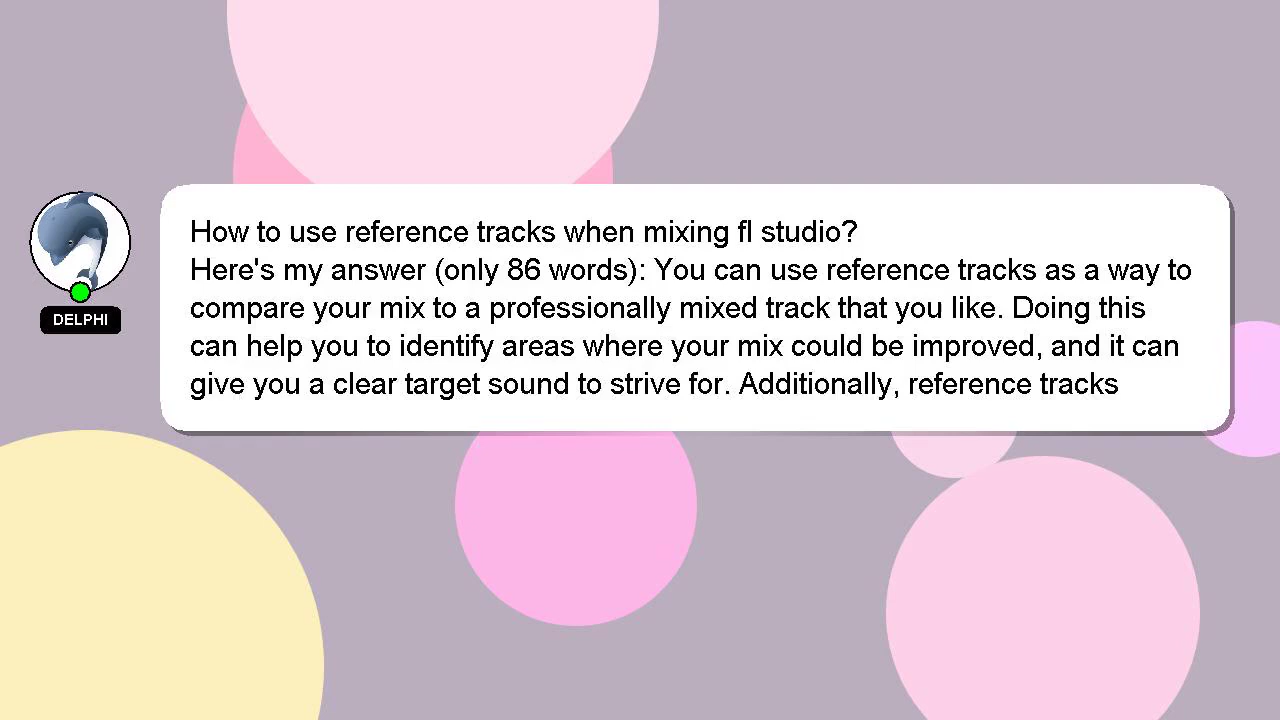 How to use reference tracks when mixing fl studio?
Here's my answer (only 86 words): You can use reference tracks as a way to
compare your mix to a professionally mixed track that you like. Doing this
can help you to identify areas where your mix could be improved, and it can
give you a clear target sound to strive for. Additionally, reference tracks
DELPHI